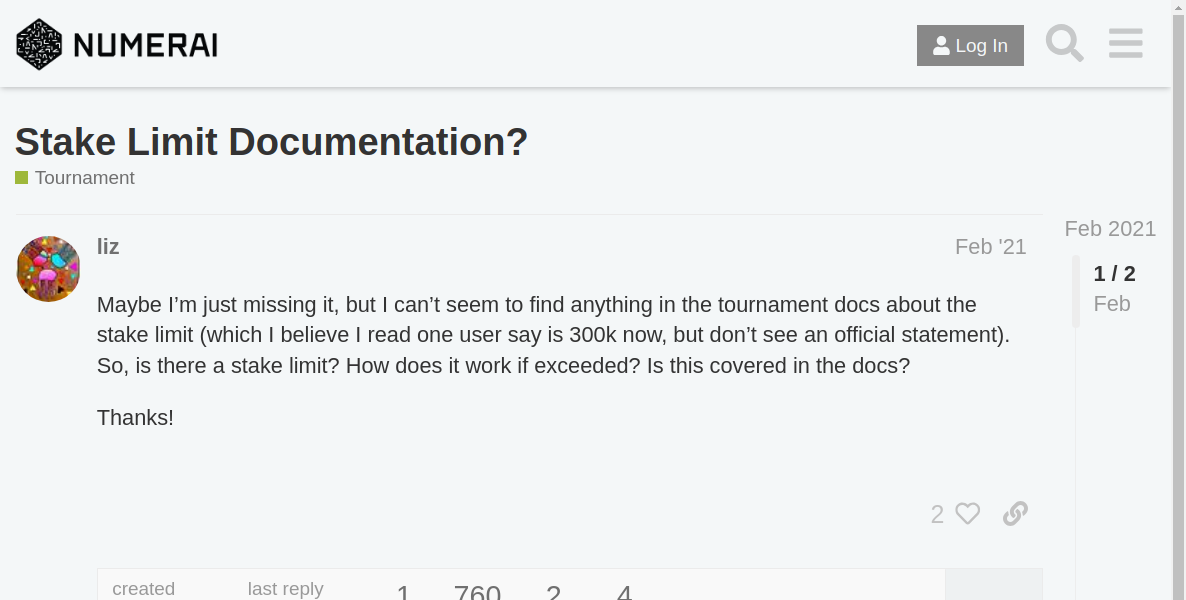 NUMERAI
Log In
Stake Limit Documentation?
Tournament
liz
Feb '21
Maybe I’m just missing it, but I can’t seem to find anything in the tournament docs about the
stake limit (which I believe I read one user say is 300k now, but don’t see an official statement).
So, is there a stake limit? How does it work if exceeded? Is this covered in the docs?
Thanks!
2
created
last reply
1
760
2
4
Feb 2021
1 / 2
Feb